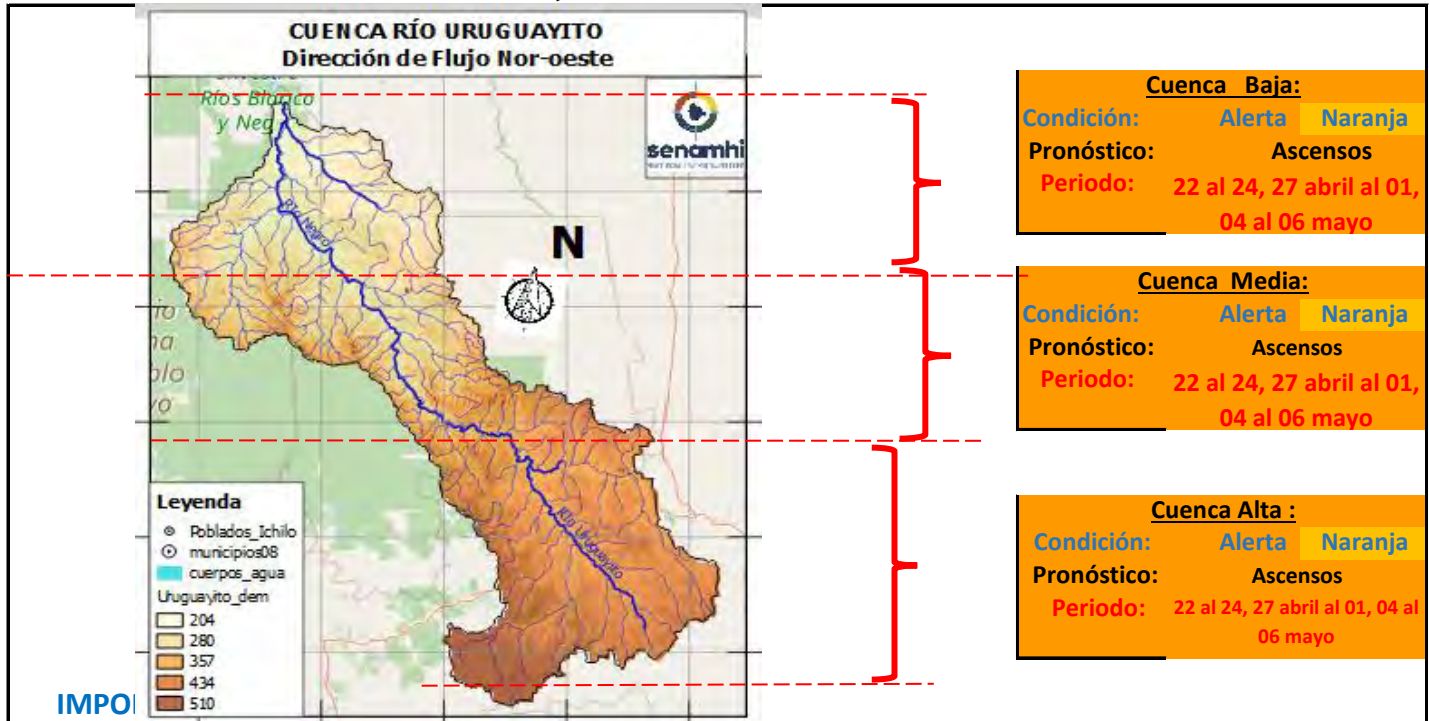 CUENCA RÍO URUGUAYITO
Dirección de Flujo Nor-oeste
Ríos Blanco
y Neg
senamhi
Río Negro
N
Río Uruguayito
Leyenda
Poblados_Ichilo
municipios08
cuerpos_agua
Uruguayito_dem
204
280
357
434
510
IMPO
Cuenca Baja:
Condición: Alerta Naranja
Pronóstico: Ascensos
Periodo: 22 al 24, 27 abril al 01,
04 al 06 mayo
Cuenca Media:
Condición: Alerta Naranja
Pronóstico: Ascensos
Periodo: 22 al 24, 27 abril al 01,
04 al 06 mayo
Cuenca Alta :
Condición: Alerta Naranja
Pronóstico: Ascensos
Periodo: 22 al 24, 27 abril al 01, 04 al
06 mayo